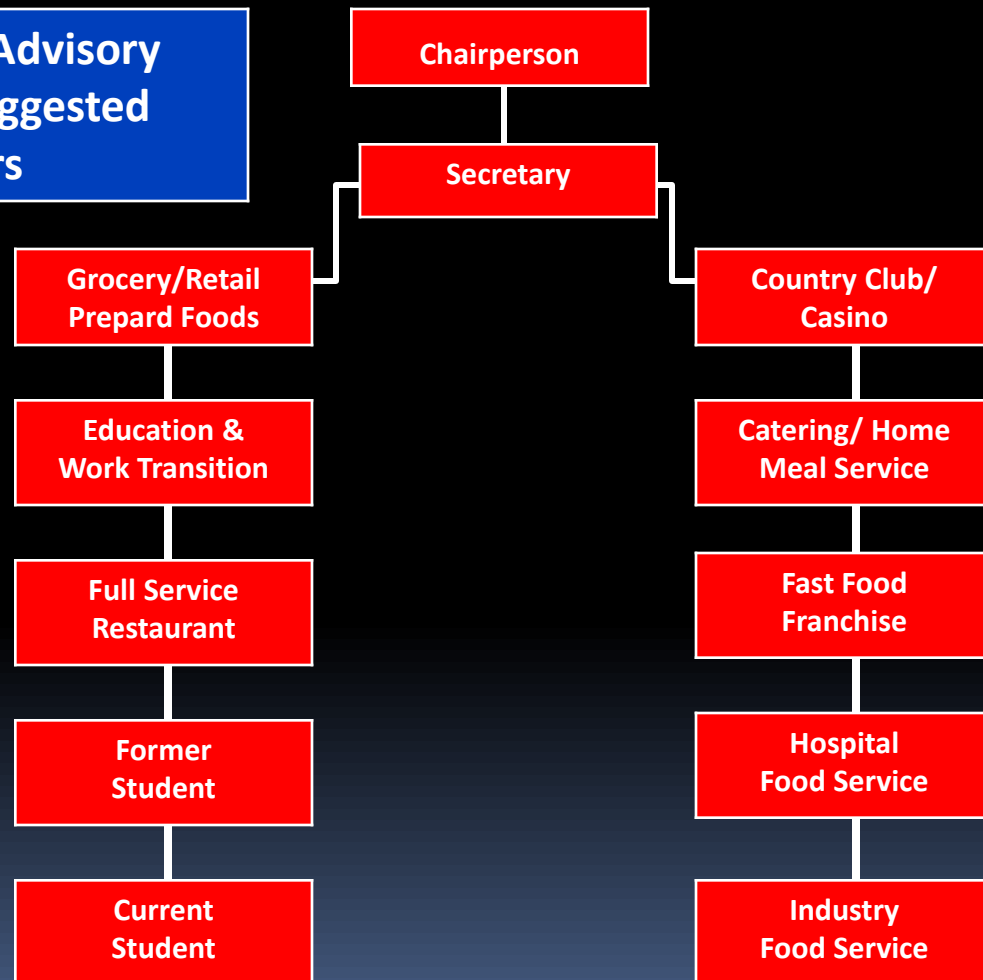 Advisory
ggested
rs
Chairperson
Secretary
Grocery/Retail
Prepard Foods
Education &
Work Transition
Full Service
Restaurant
Former
Student
Current
Student
Country Club/
Casino
Catering/ Home
Meal Service
Fast Food
Franchise
Hospital
Food Service
Industry
Food Service